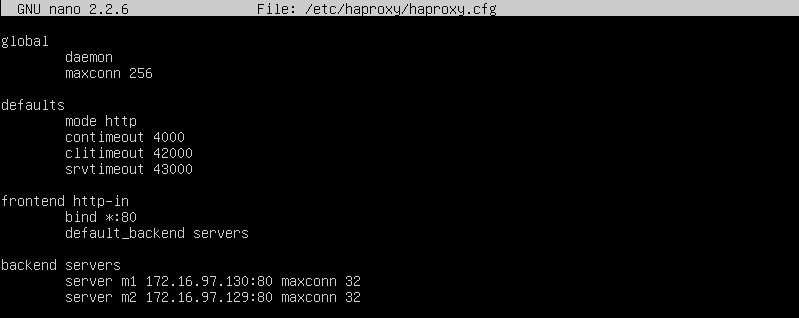 GNU nano 2.2.6 File: /etc/haproxy/haproxy.cfg
global
daemon
maxconn 256
defaults
mode http
contimeout 4000
clitimeout 42000
srvtimeout 43000
frontend http-in
bind *:80
default_backend servers
backend servers
server m1 172.16.97.130:80 maxconn 32
server m2 172.16.97.129:80 maxconn 32